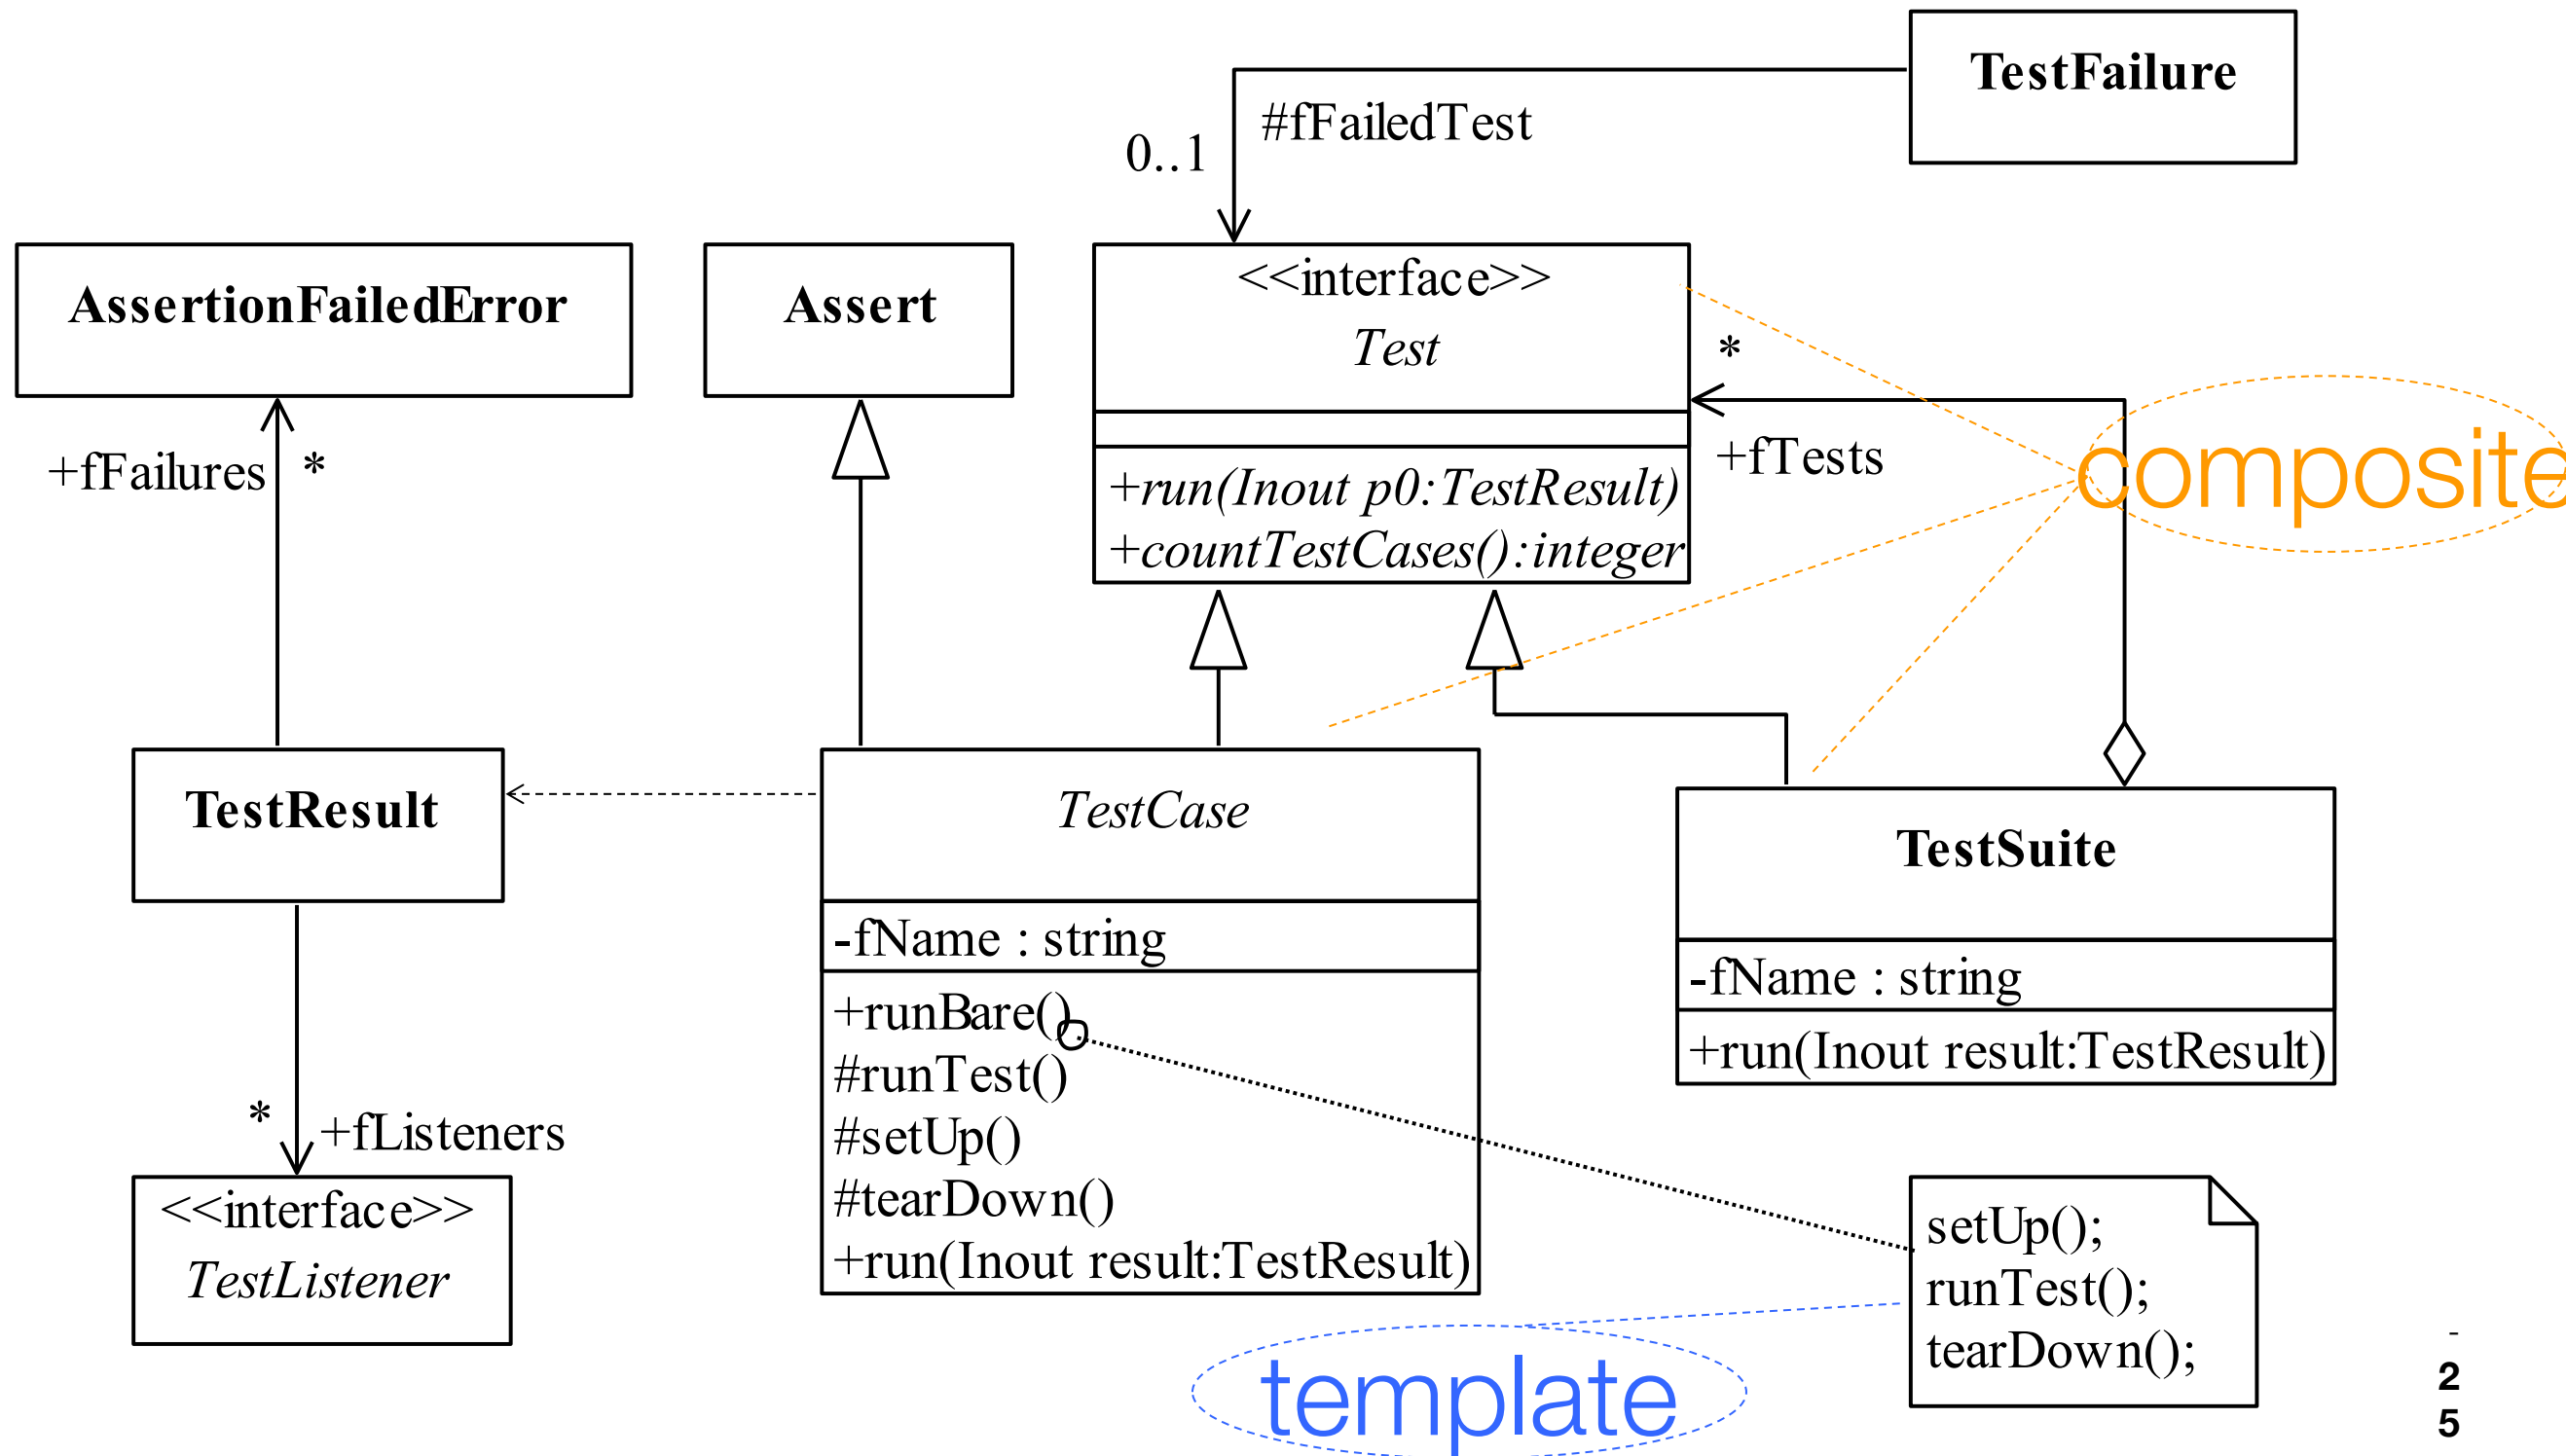 TestFailure
#fFailedTest
0..1
AssertionFailedError
Assert
<<interface>>
Test
*
+fTests
+run(Inout p0:TestResult)
+countTestCases():integer
composite
+fFailures
*
TestResult
TestCase
-fName : string
+runBare()
#runTest()
#setUp()
#tearDown()
+run(Inout result:TestResult)
TestSuite
-fName : string
+run(Inout result:TestResult)
*
+fListeners
<<interface>>
TestListener
setUp();
runTest();
tearDown();
template
-
2
5